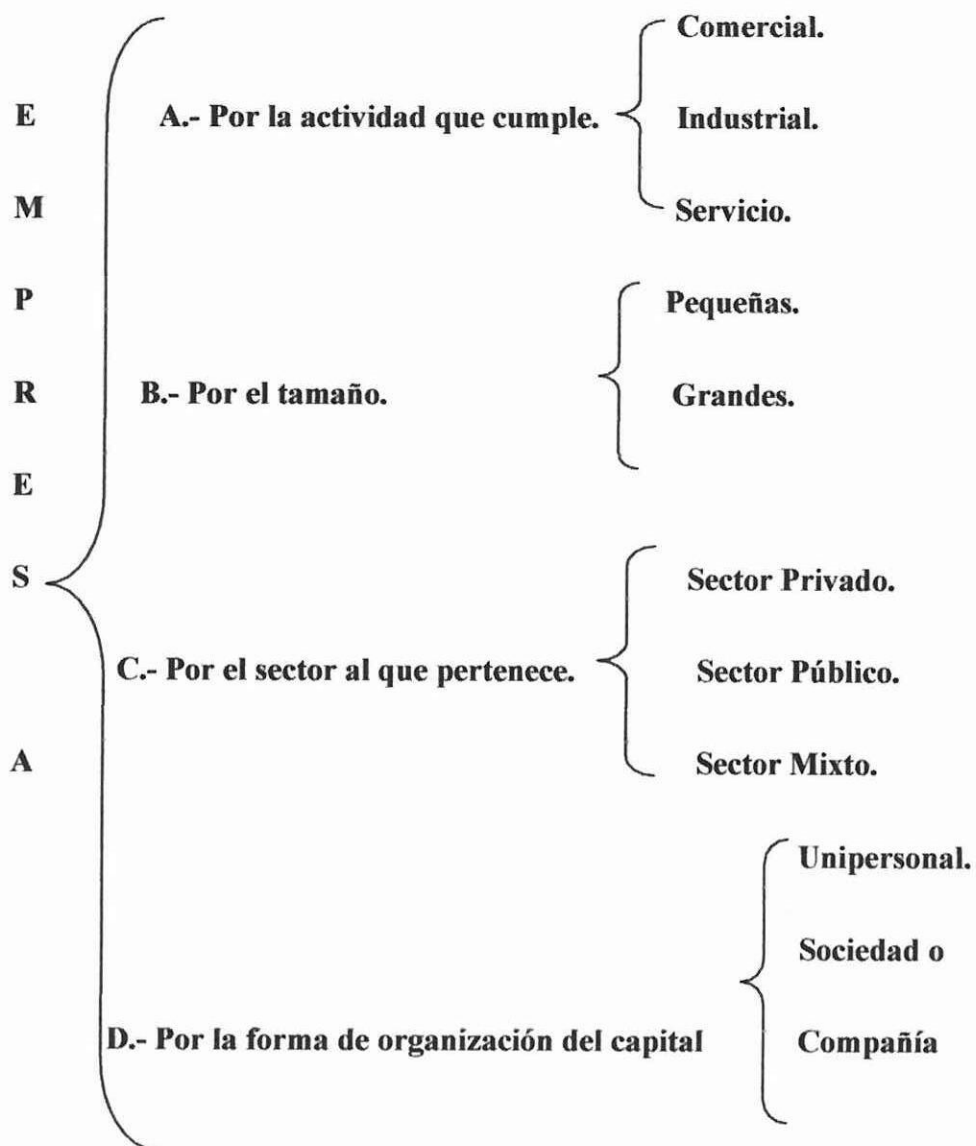 EMPRESA
A.- Por la actividad que cumple.
Comercial.
Industrial.
Servicio.
B.- Por el tamaño.
Pequeñas.
Grandes.
C.- Por el sector al que pertenece.
Sector Privado.
Sector Público.
Sector Mixto.
D.- Por la forma de organización del capital
Unipersonal.
Sociedad o
Compañía